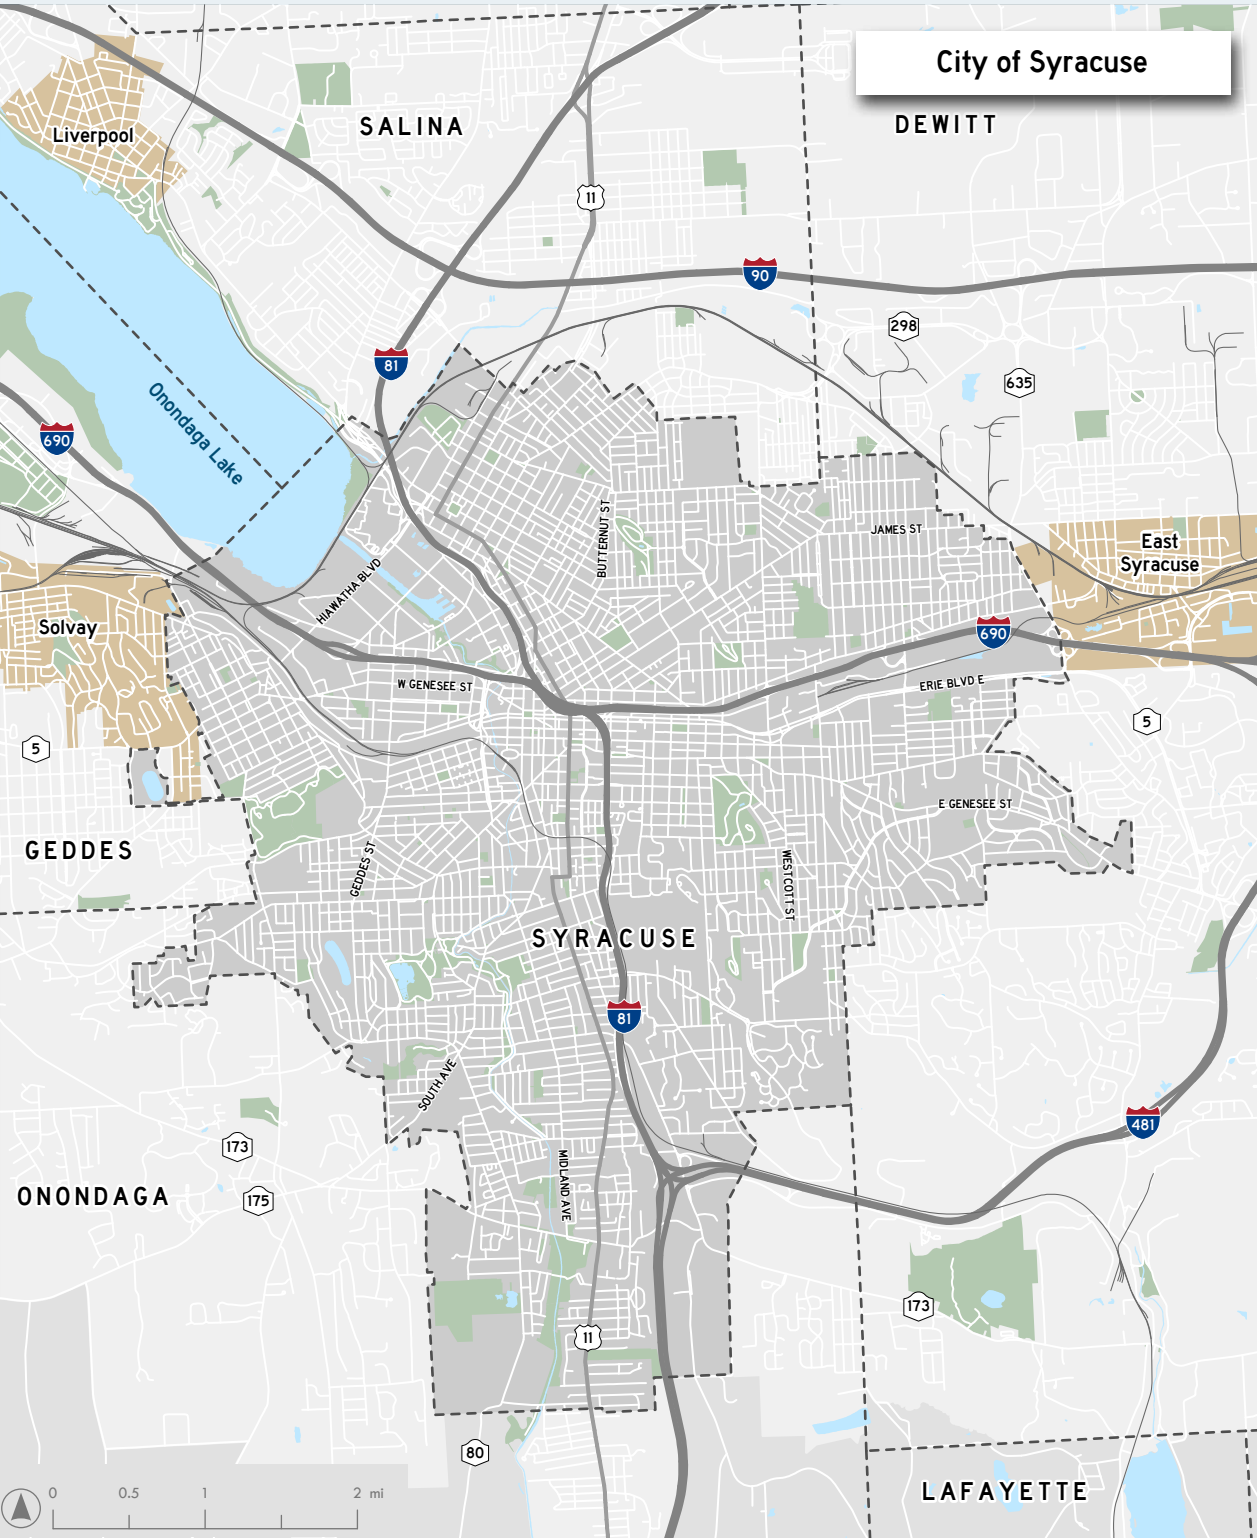 City of Syracuse
SALINA
DEWITT
Liverpool
11
90
298
81
635
Onondaga Lake
690
BUTTERNUT ST
JAMES ST
East
Syracuse
HIAWATHA BLVD
Solvay
690
W GENESEE ST
ERIE BLVD E
5
5
E GENESEE ST
GEDDES
GEDDES ST
WESTCOTT ST
SYRACUSE
81
SOUTH AVE
481
173
MIDLAND AVE
ONONDAGA
175
173
11
80
LAFAYETTE
0 0.5 1 2 mi